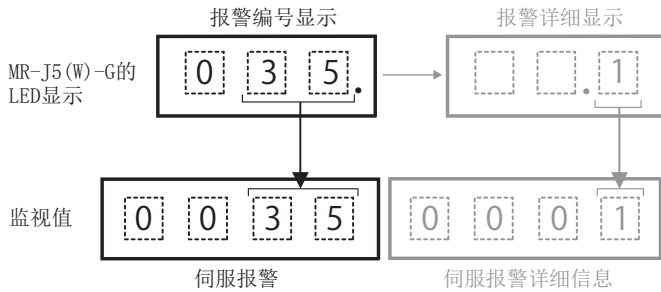 报警编号显示 报警详细显示
MR-J5(W)-G的 0 3 5. . 1
LED显示
监视值 0 0 3 5 0 0 0 1
伺服报警 伺服报警详细信息